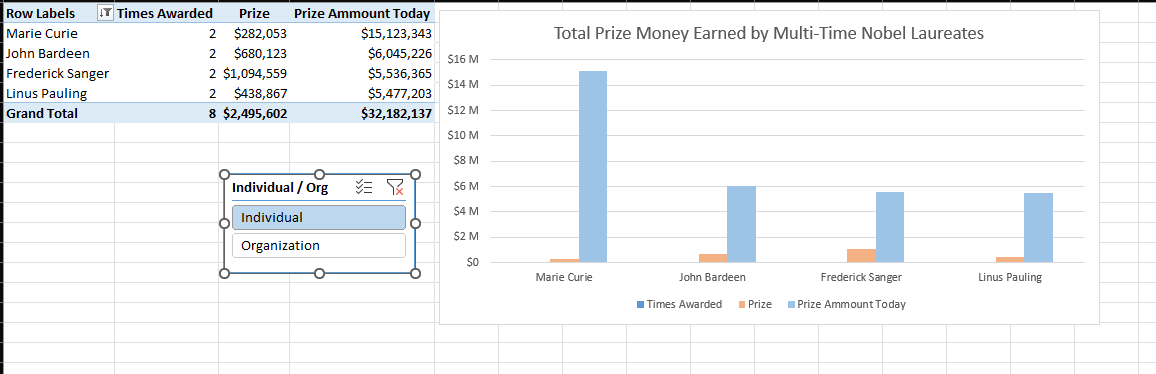 Row Labels Times Awarded Prize Prize Ammount Today
Marie Curie 2 $282,053 $15,123,343
John Bardeen 2 $680,123 $6,045,226
Frederick Sanger 2 $1,094,559 $5,536,365
Linus Pauling 2 $438,867 $5,477,203
Grand Total 8 $2,495,602 $32,182,137
Individual / Org
Individual
Organization
Total Prize Money Earned by Multi-Time Nobel Laureates
$16 M
$14 M
$12 M
$10 M
$8 M
$6 M
$4 M
$2 M
$0
Marie Curie John Bardeen Frederick Sanger Linus Pauling
Times Awarded Prize Prize Ammount Today